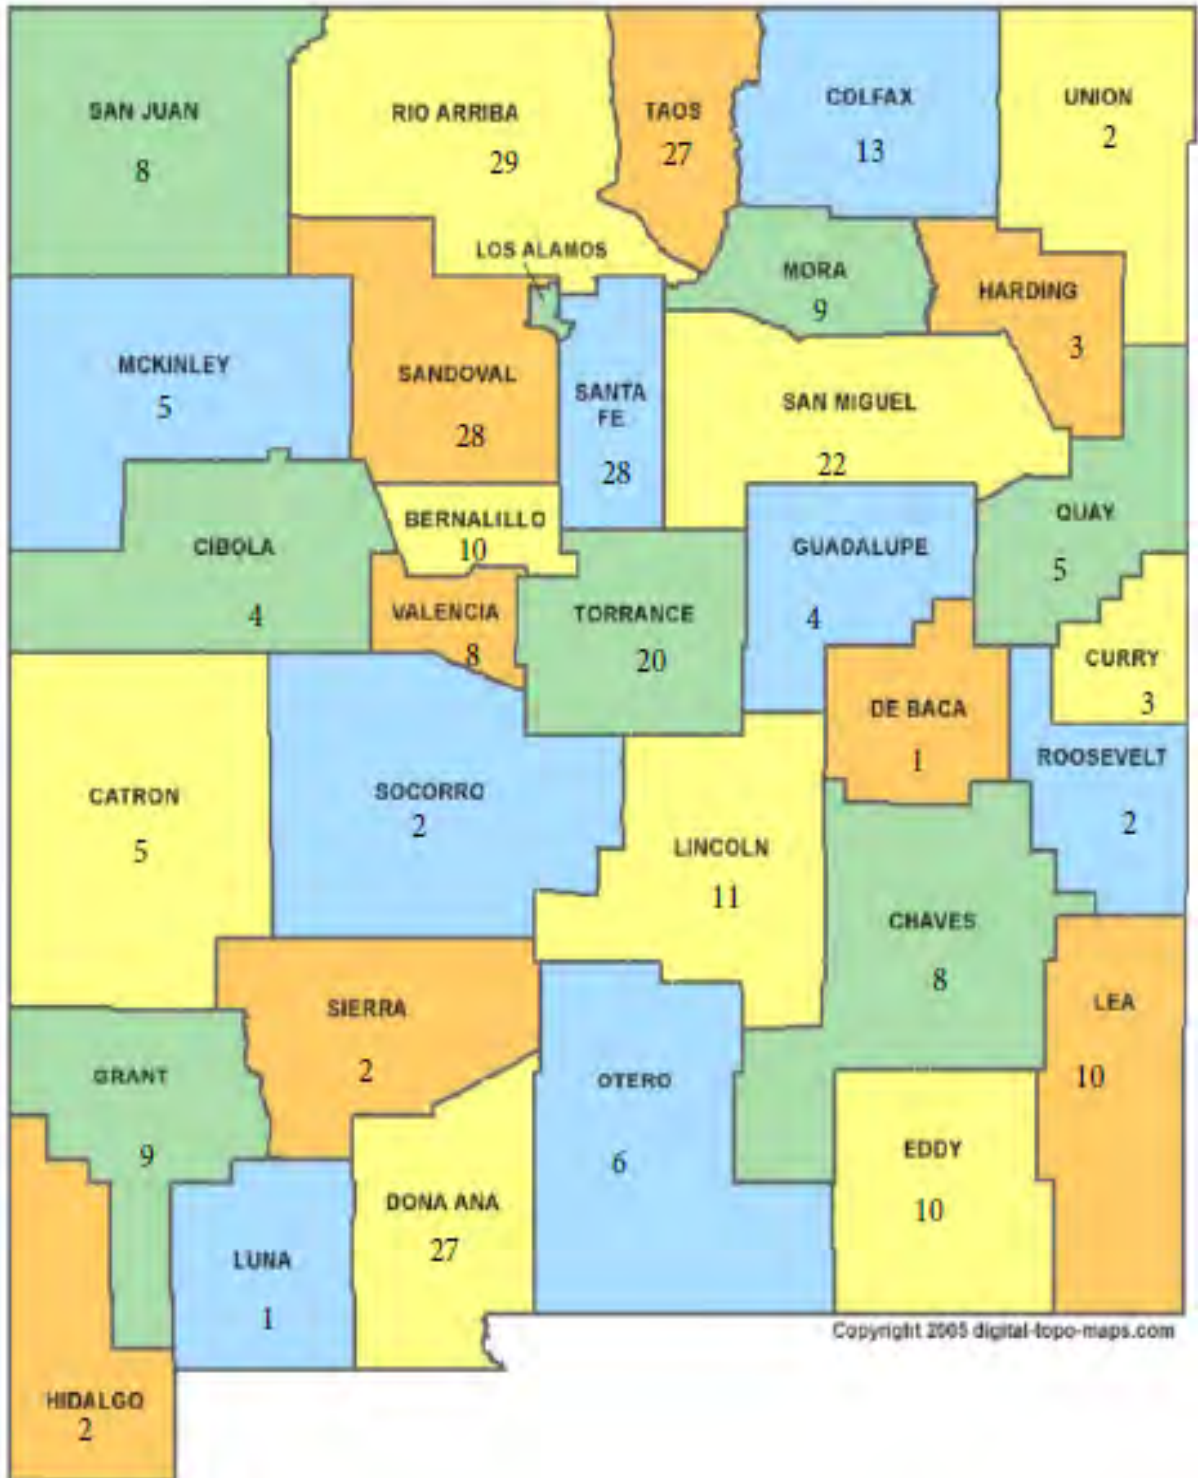 SAN JUAN
8
RIO ARRIBA
29
TAOS
27
COLFAX
13
UNION
2
LOS ALAMOS
MORA
9
HARDING
3
MCKINLEY
5
SANDOVAL
28
SANTA
FE
28
SAN MIGUEL
22
QUAY
5
CIBOLA
4
BERNALILLO
10
GUADALUPE
4
VALENCIA
8
TORRANCE
20
CURRY
3
DE BACA
1
ROOSEVELT
2
CATRON
5
SOCORRO
2
LINCOLN
11
CHAVES
8
SIERRA
2
LEA
10
GRANT
9
OTERO
6
EDDY
10
DONA ANA
27
LUNA
1
Copyright 2005 digital-topo-maps.com
HIDALGO
2